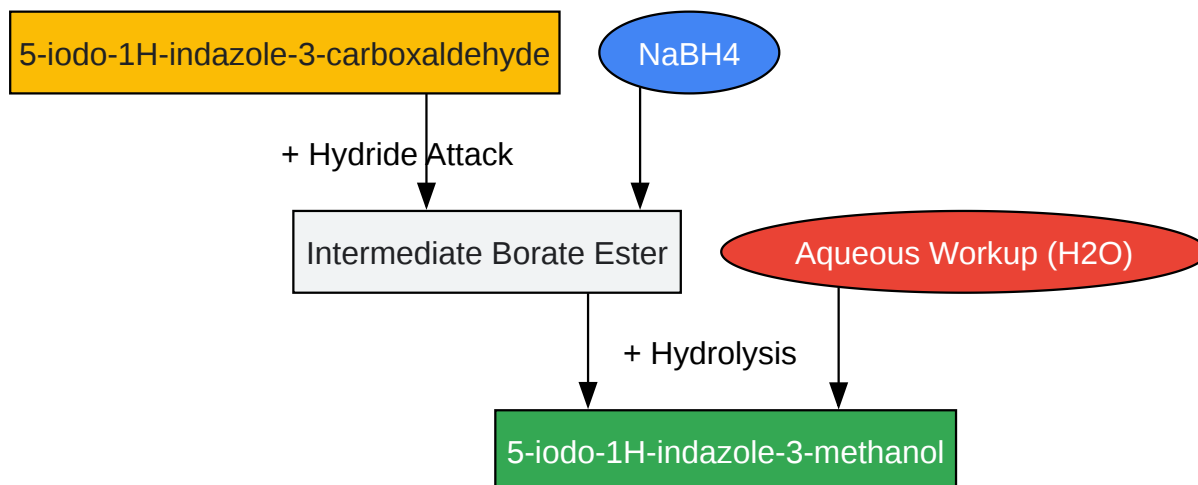 5-iodo-1H-indazole-3-carboxaldehyde
NaBH4
+ Hydride Attack
Intermediate Borate Ester
Aqueous Workup (H2O)
+ Hydrolysis
5-iodo-1H-indazole-3-methanol